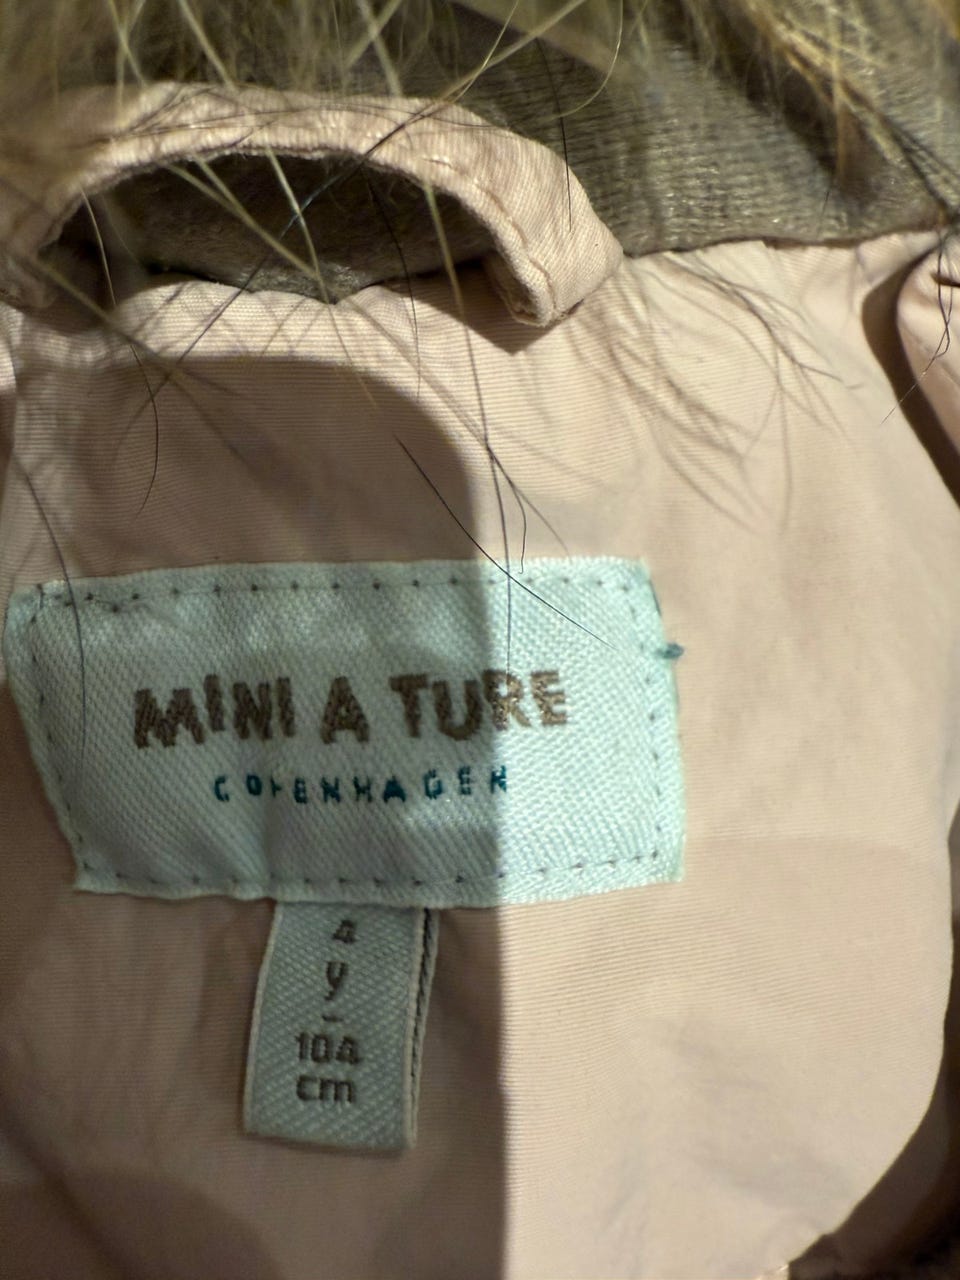 MINI A TURE
COPENHAGEN
4
y
-
104
cm